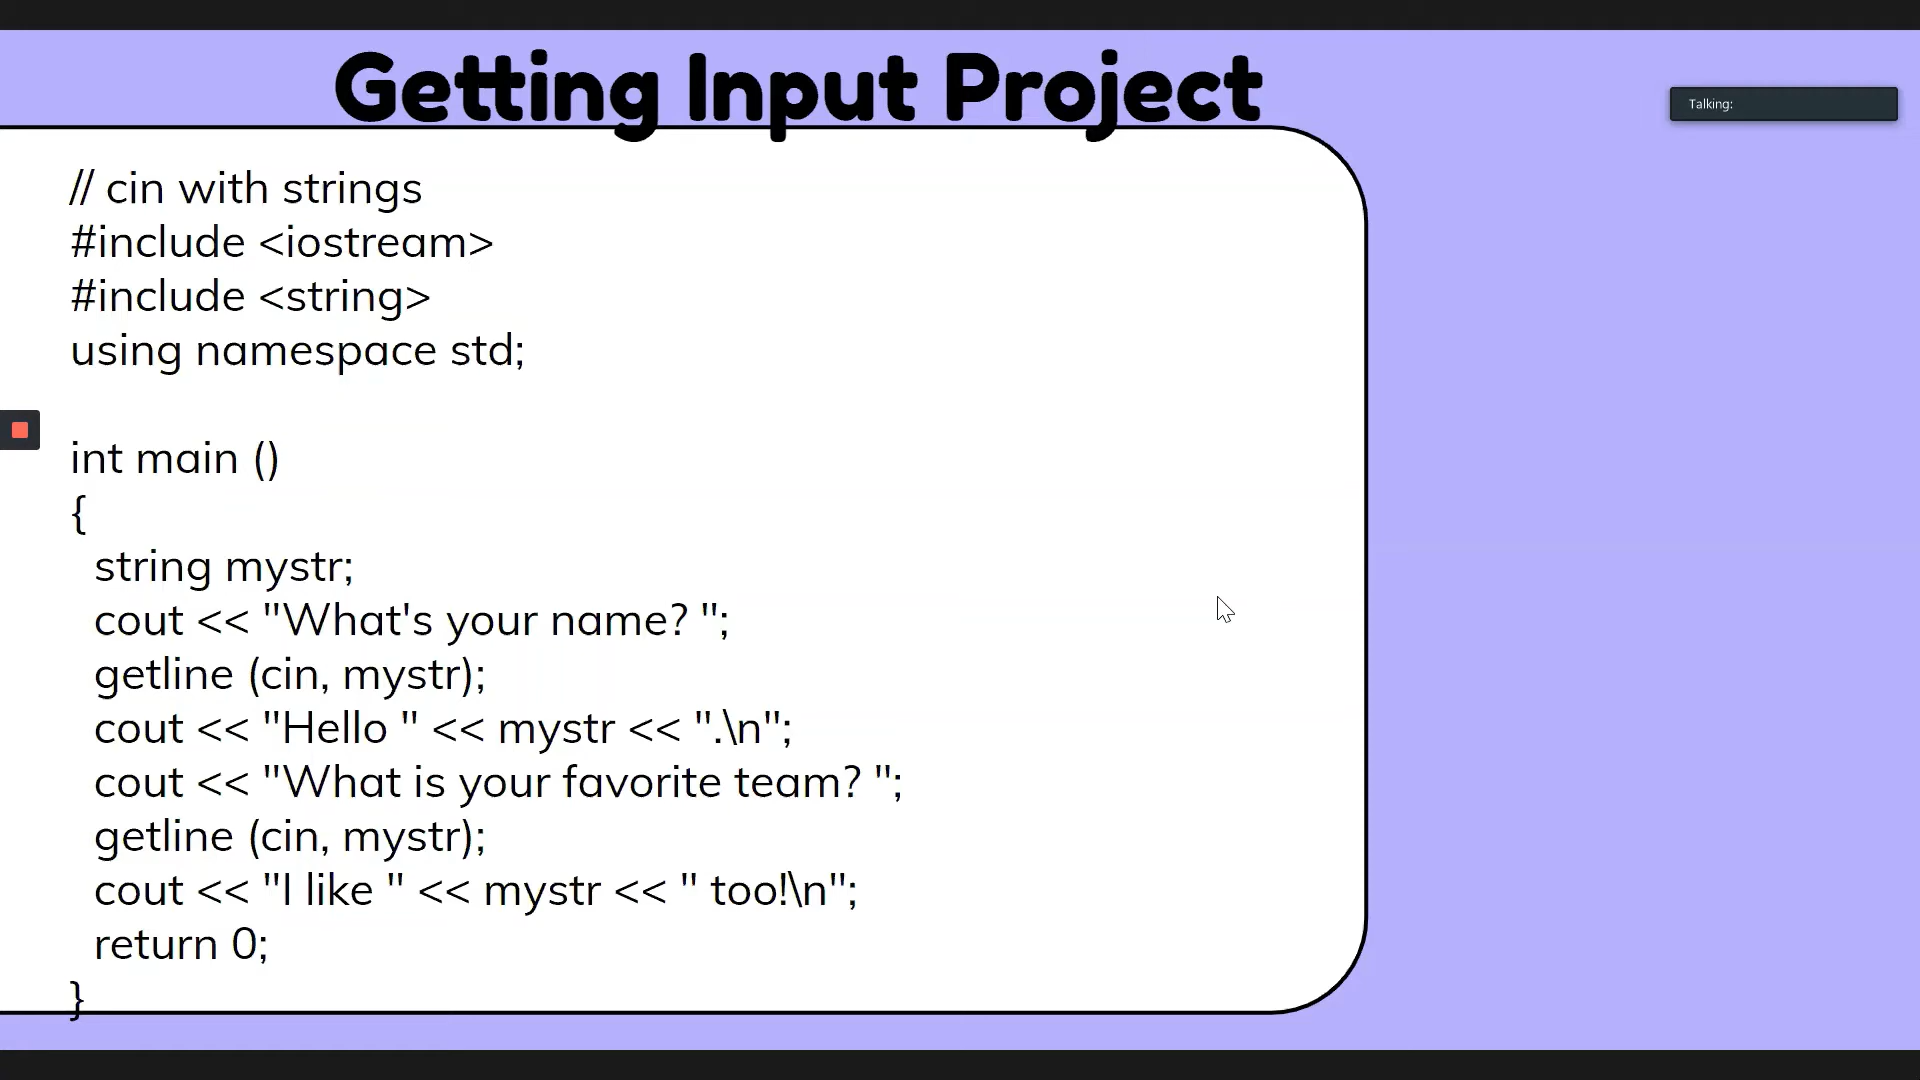 Getting Input Project
Talking:
// cin with strings
#include <iostream>
#include <string>
using namespace std;
int main ()
{
string mystr;
cout << "What's your name? ";
getline (cin, mystr);
cout << "Hello " << mystr << ".\n";
cout << "What is your favorite team? ";
getline (cin, mystr);
cout << "I like " << mystr << " too!\n";
return 0;
}